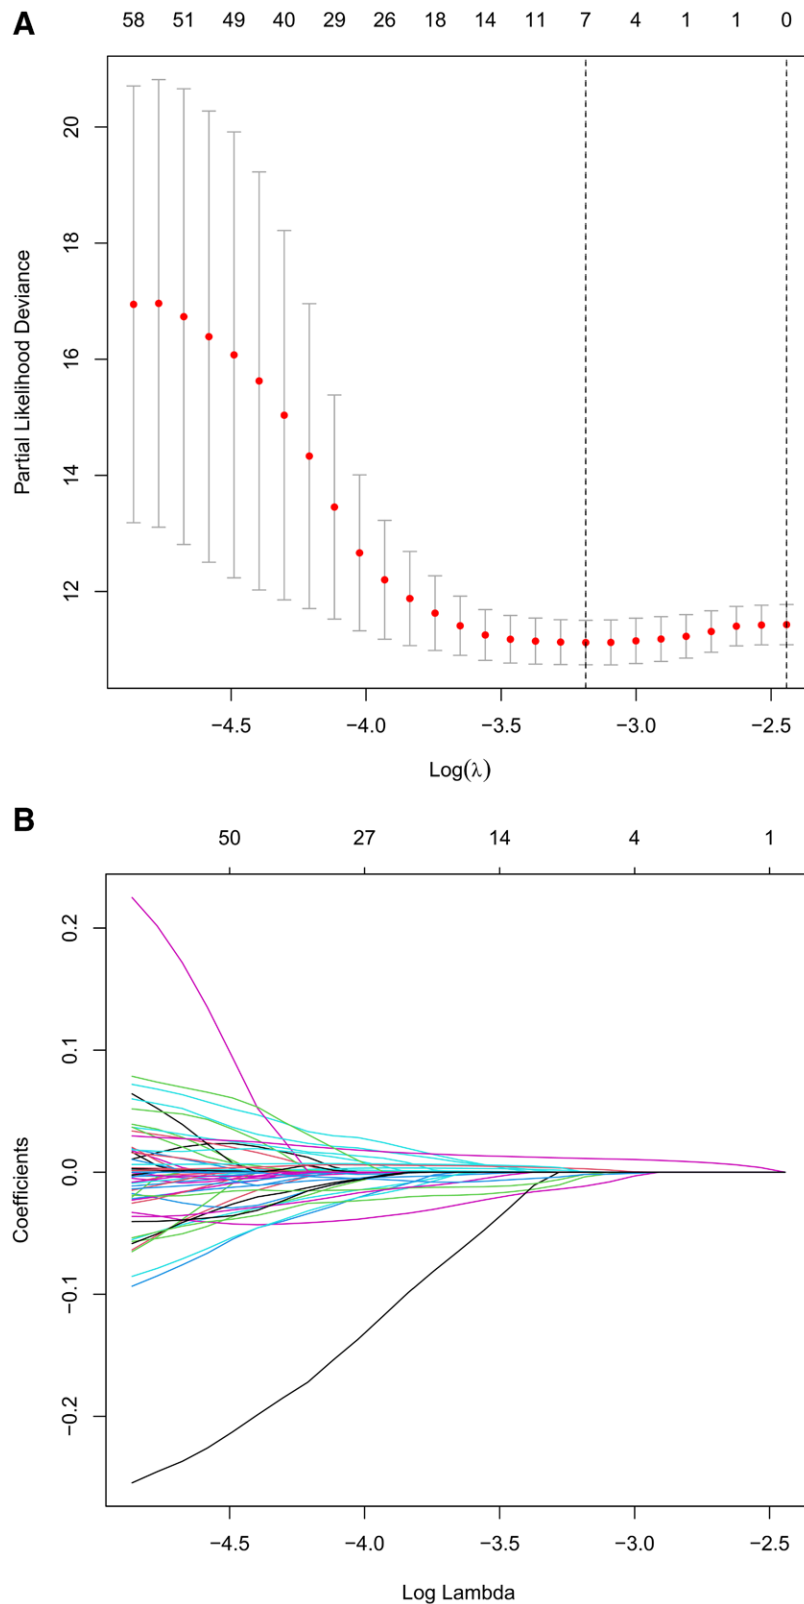 A
58 51 49 40 29 26 18 14 11 7 4 1 1 0
20
18
16
14
12
Partial Likelihood Deviance
−4.5 −4.0 −3.5 −3.0 −2.5
Log(λ)
B
50 27 14 4 1
0.2
0.1
0.0
−0.1
−0.2
Coefficients
−4.5 −4.0 −3.5 −3.0 −2.5
Log Lambda